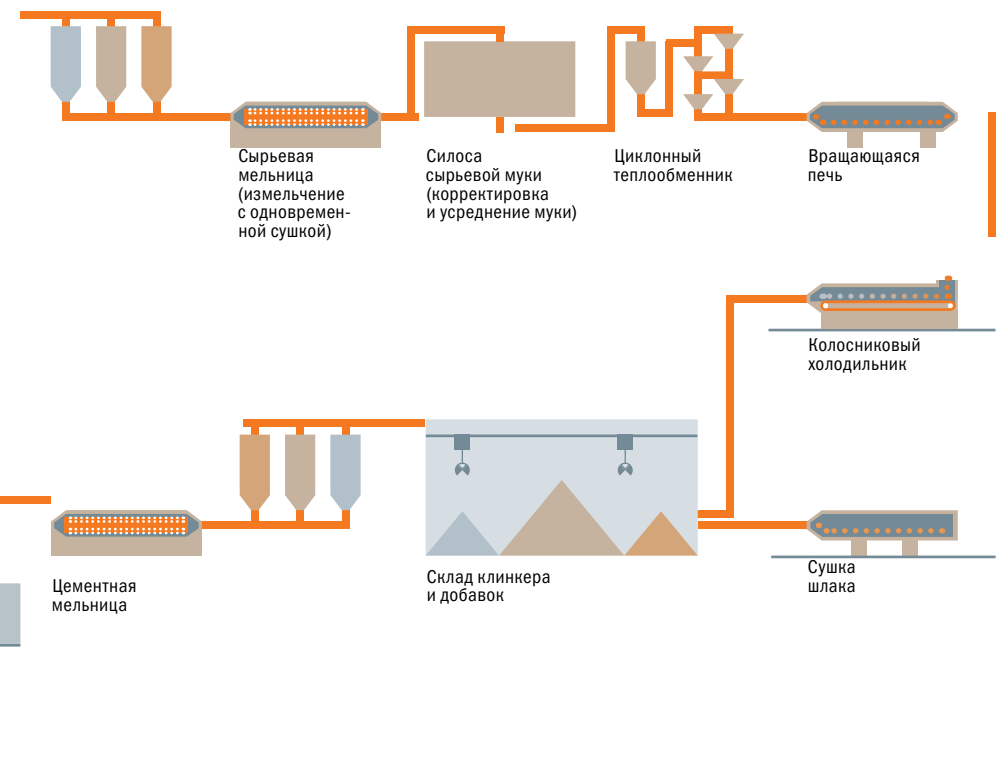 Сырьевая
мельница
(измельчение
с одновремен-
ной сушкой)
Силоса
сырьевой муки
(корректировка
и усреднение муки)
Циклонный
теплообменник
Вращающаяся
печь
Колосниковый
холодильник
Цементная
мельница
Склад клинкера
и добавок
Сушка
шлака